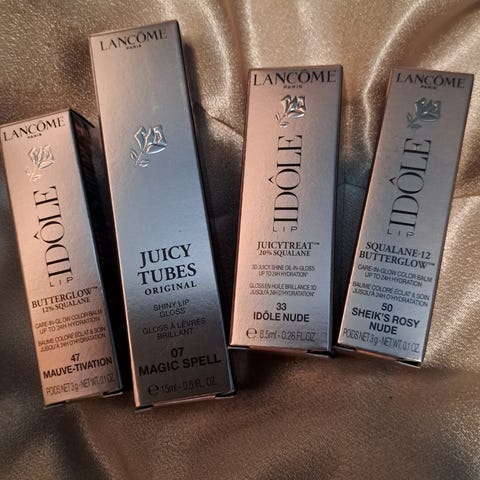 LANCÔME
PARIS
LIP IDÔLE
BUTTERGLOW™
12% SQUALANE
CARE-IN-GLOW COLOR BALM
UP TO 24H HYDRATION*
BAUME COLORÉ ÉCLAT & SOIN
JUSQU'À 24H D'HYDRATATION*
47
MAUVE-TIVATION
POIDS NET 3 g - NET WT. 0.1 OZ.
LANCÔME
PARIS
JUICY
TUBES
ORIGINAL
SHINY LIP
GLOSS
GLOSS À LÈVRES
BRILLANT
07
MAGIC SPELL
℮ 15ml - 0.5 FL. OZ.
LANCÔME
PARIS
LIP IDÔLE
JUICYTREAT™
20% SQUALANE
3D JUICY SHINE OIL-IN-GLOSS
UP TO 24H HYDRATION*
GLOSS EN HUILE BRILLANCE 3D
JUSQU'À 24H D'HYDRATATION*
33
IDÔLE NUDE
℮ 8.5ml - 0.28 FL. OZ.
LANCÔME
PARIS
LIP IDÔLE
SQUALANE-12
BUTTERGLOW™
CARE-IN-GLOW COLOR BALM
UP TO 24H HYDRATION*
BAUME COLORÉ ÉCLAT & SOIN
JUSQU'À 24H D'HYDRATATION*
50
SHEIK'S ROSY
NUDE
POIDS NET 3 g - NET WT. 0.1 OZ.